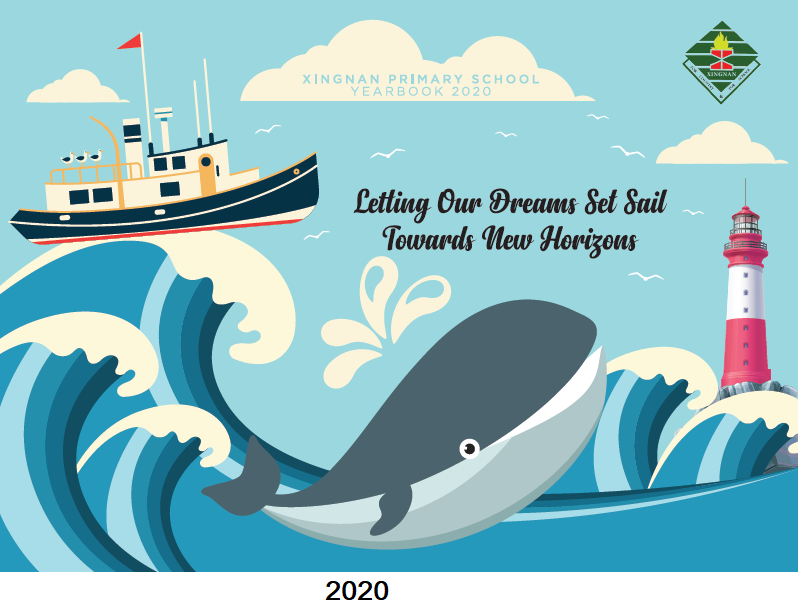 XINGNAN PRIMARY SCHOOL
YEARBOOK 2020
XINGNAN
Letting Our Dreams Set Sail
Towards New Horizons
2020